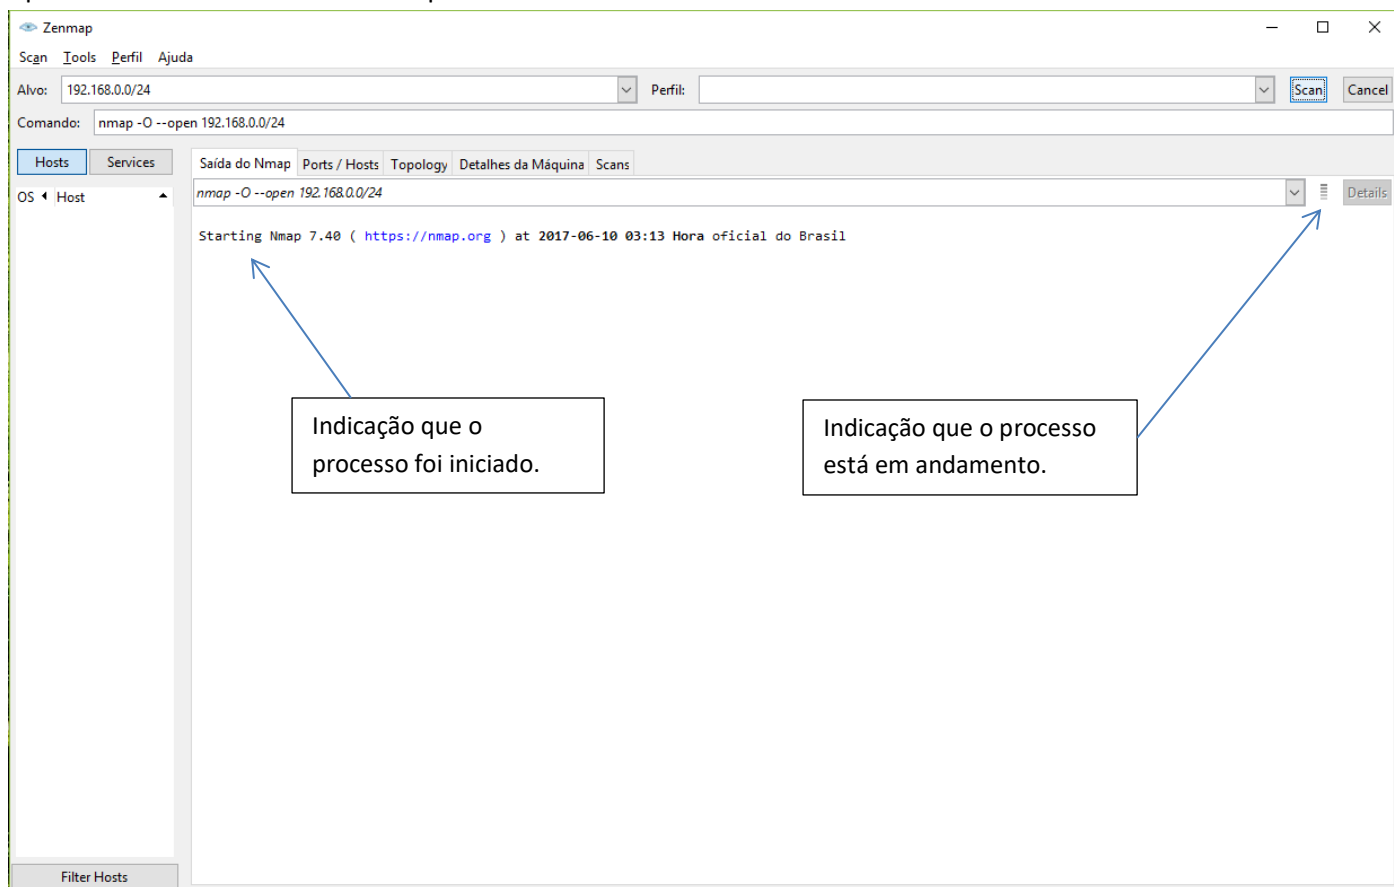 Zenmap
Scan Tools Perfil Ajuda
Alvo: 192.168.0.0/24 Perfil: Scan Cancel
Comando: nmap -O --open 192.168.0.0/24
Hosts Services Saída do Nmap Ports / Hosts Topology Detalhes da Máquina Scans
OS Host nmap -O --open 192.168.0.0/24 Details
Starting Nmap 7.40 ( https://nmap.org ) at 2017-06-10 03:13 Hora oficial do Brasil
Indicação que o
processo foi iniciado.
Indicação que o processo
está em andamento.
Filter Hosts